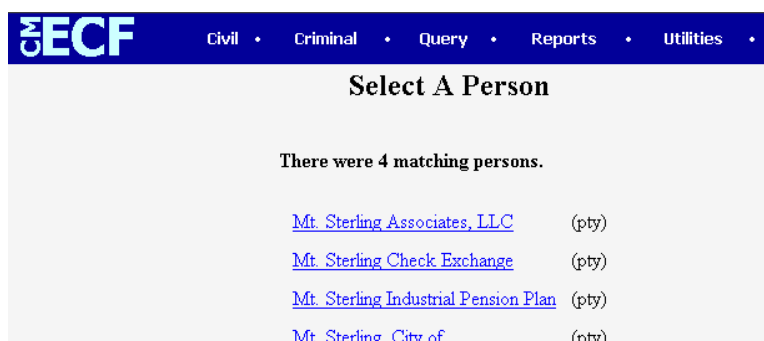 CM ECF Civil • Criminal • Query • Reports • Utilities •
Select A Person
There were 4 matching persons.
Mt. Sterling Associates, LLC (pty)
Mt. Sterling Check Exchange (pty)
Mt. Sterling Industrial Pension Plan (pty)
Mt. Sterling, City of (pty)